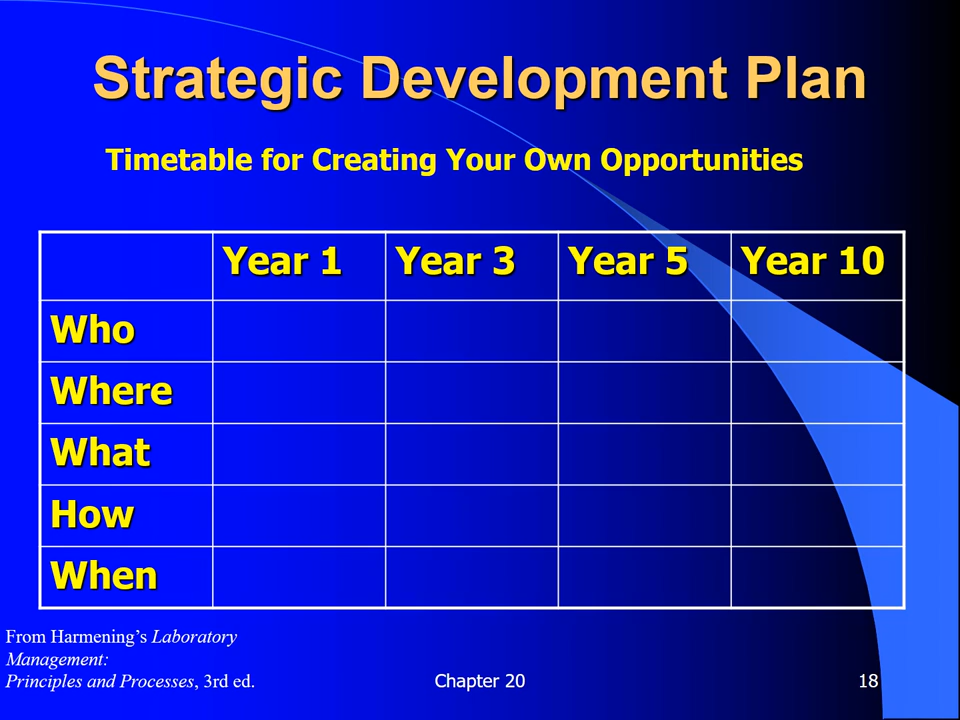 Strategic Development Plan
Timetable for Creating Your Own Opportunities
Year 1 Year 3 Year 5 Year 10
Who
Where
What
How
When
From Harmening’s Laboratory
Management:
Principles and Processes, 3rd ed.
Chapter 20
18